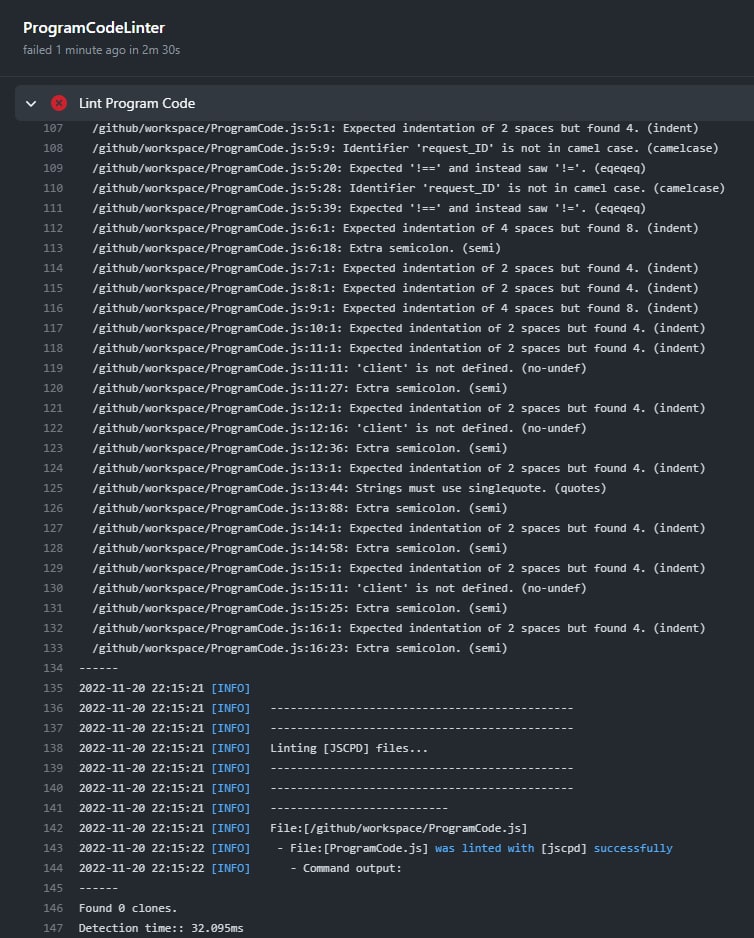 ProgramCodeLinter
failed 1 minute ago in 2m 30s
Lint Program Code
107 /github/workspace/ProgramCode.js:5:1: Expected indentation of 2 spaces but found 4. (indent)
108 /github/workspace/ProgramCode.js:5:9: Identifier 'request_ID' is not in camel case. (camelcase)
109 /github/workspace/ProgramCode.js:5:20: Expected '!==' and instead saw '!='. (eqeqeq)
110 /github/workspace/ProgramCode.js:5:28: Identifier 'request_ID' is not in camel case. (camelcase)
111 /github/workspace/ProgramCode.js:5:39: Expected '!==' and instead saw '!='. (eqeqeq)
112 /github/workspace/ProgramCode.js:6:1: Expected indentation of 4 spaces but found 8. (indent)
113 /github/workspace/ProgramCode.js:6:18: Extra semicolon. (semi)
114 /github/workspace/ProgramCode.js:7:1: Expected indentation of 2 spaces but found 4. (indent)
115 /github/workspace/ProgramCode.js:8:1: Expected indentation of 2 spaces but found 4. (indent)
116 /github/workspace/ProgramCode.js:9:1: Expected indentation of 4 spaces but found 8. (indent)
117 /github/workspace/ProgramCode.js:10:1: Expected indentation of 2 spaces but found 4. (indent)
118 /github/workspace/ProgramCode.js:11:1: Expected indentation of 2 spaces but found 4. (indent)
119 /github/workspace/ProgramCode.js:11:11: 'client' is not defined. (no-undef)
120 /github/workspace/ProgramCode.js:11:27: Extra semicolon. (semi)
121 /github/workspace/ProgramCode.js:12:1: Expected indentation of 2 spaces but found 4. (indent)
122 /github/workspace/ProgramCode.js:12:16: 'client' is not defined. (no-undef)
123 /github/workspace/ProgramCode.js:12:36: Extra semicolon. (semi)
124 /github/workspace/ProgramCode.js:13:1: Expected indentation of 2 spaces but found 4. (indent)
125 /github/workspace/ProgramCode.js:13:44: Strings must use singlequote. (quotes)
126 /github/workspace/ProgramCode.js:13:88: Extra semicolon. (semi)
127 /github/workspace/ProgramCode.js:14:1: Expected indentation of 2 spaces but found 4. (indent)
128 /github/workspace/ProgramCode.js:14:58: Extra semicolon. (semi)
129 /github/workspace/ProgramCode.js:15:1: Expected indentation of 2 spaces but found 4. (indent)
130 /github/workspace/ProgramCode.js:15:11: 'client' is not defined. (no-undef)
131 /github/workspace/ProgramCode.js:15:25: Extra semicolon. (semi)
132 /github/workspace/ProgramCode.js:16:1: Expected indentation of 2 spaces but found 4. (indent)
133 /github/workspace/ProgramCode.js:16:23: Extra semicolon. (semi)
134 ------
135 2022-11-20 22:15:21 [INFO]
136 2022-11-20 22:15:21 [INFO] ----------------------------------------------
137 2022-11-20 22:15:21 [INFO] ----------------------------------------------
138 2022-11-20 22:15:21 [INFO] Linting [JSCPD] files...
139 2022-11-20 22:15:21 [INFO] ----------------------------------------------
140 2022-11-20 22:15:21 [INFO] ----------------------------------------------
141 2022-11-20 22:15:21 [INFO] ---------------------------
142 2022-11-20 22:15:21 [INFO] File:[/github/workspace/ProgramCode.js]
143 2022-11-20 22:15:22 [INFO] - File:[ProgramCode.js] was linted with [jscpd] successfully
144 2022-11-20 22:15:22 [INFO] - Command output:
145 ------
146 Found 0 clones.
147 Detection time:: 32.095ms